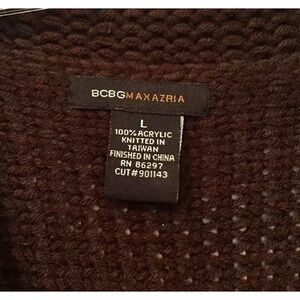 BCBGMAXAZRIA
L
100% ACRYLIC
KNITTED IN
TAIWAN
FINISHED IN CHINA
RN 86297
CUT#901143